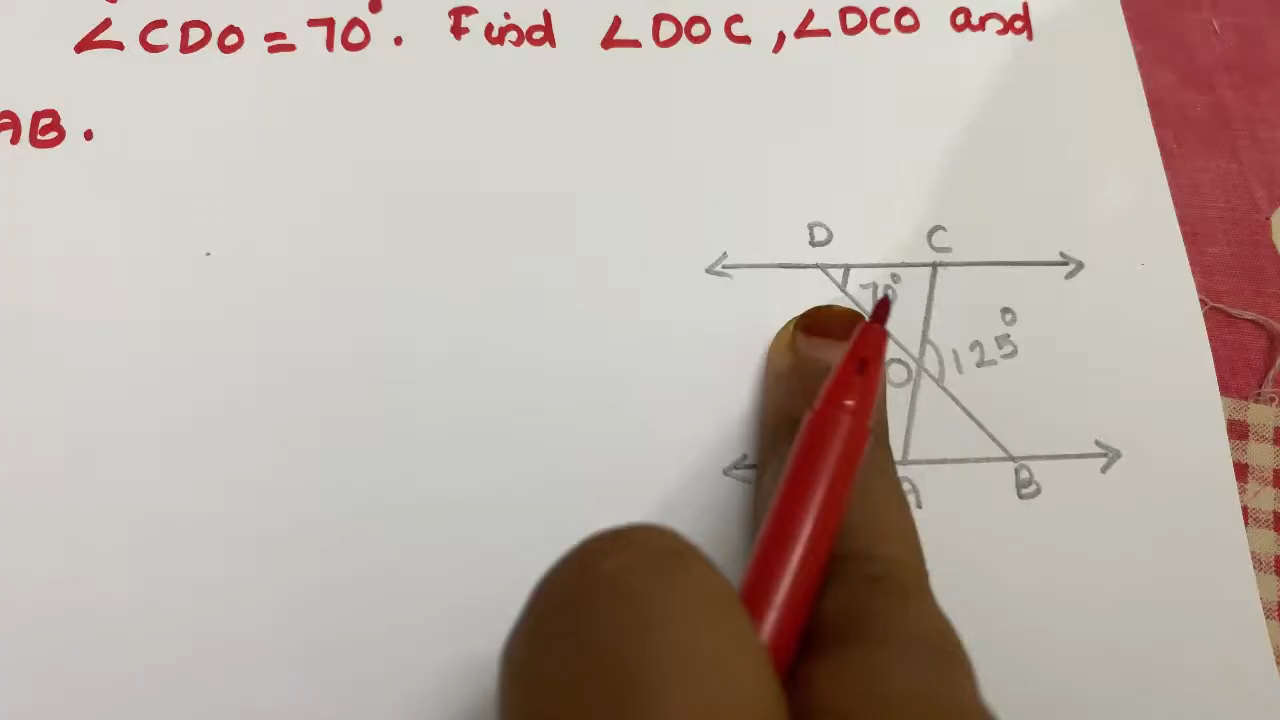 ∠CDO = 70°. Find ∠DOC, ∠DCO and
AB.
D C
70°
O 125°
A B